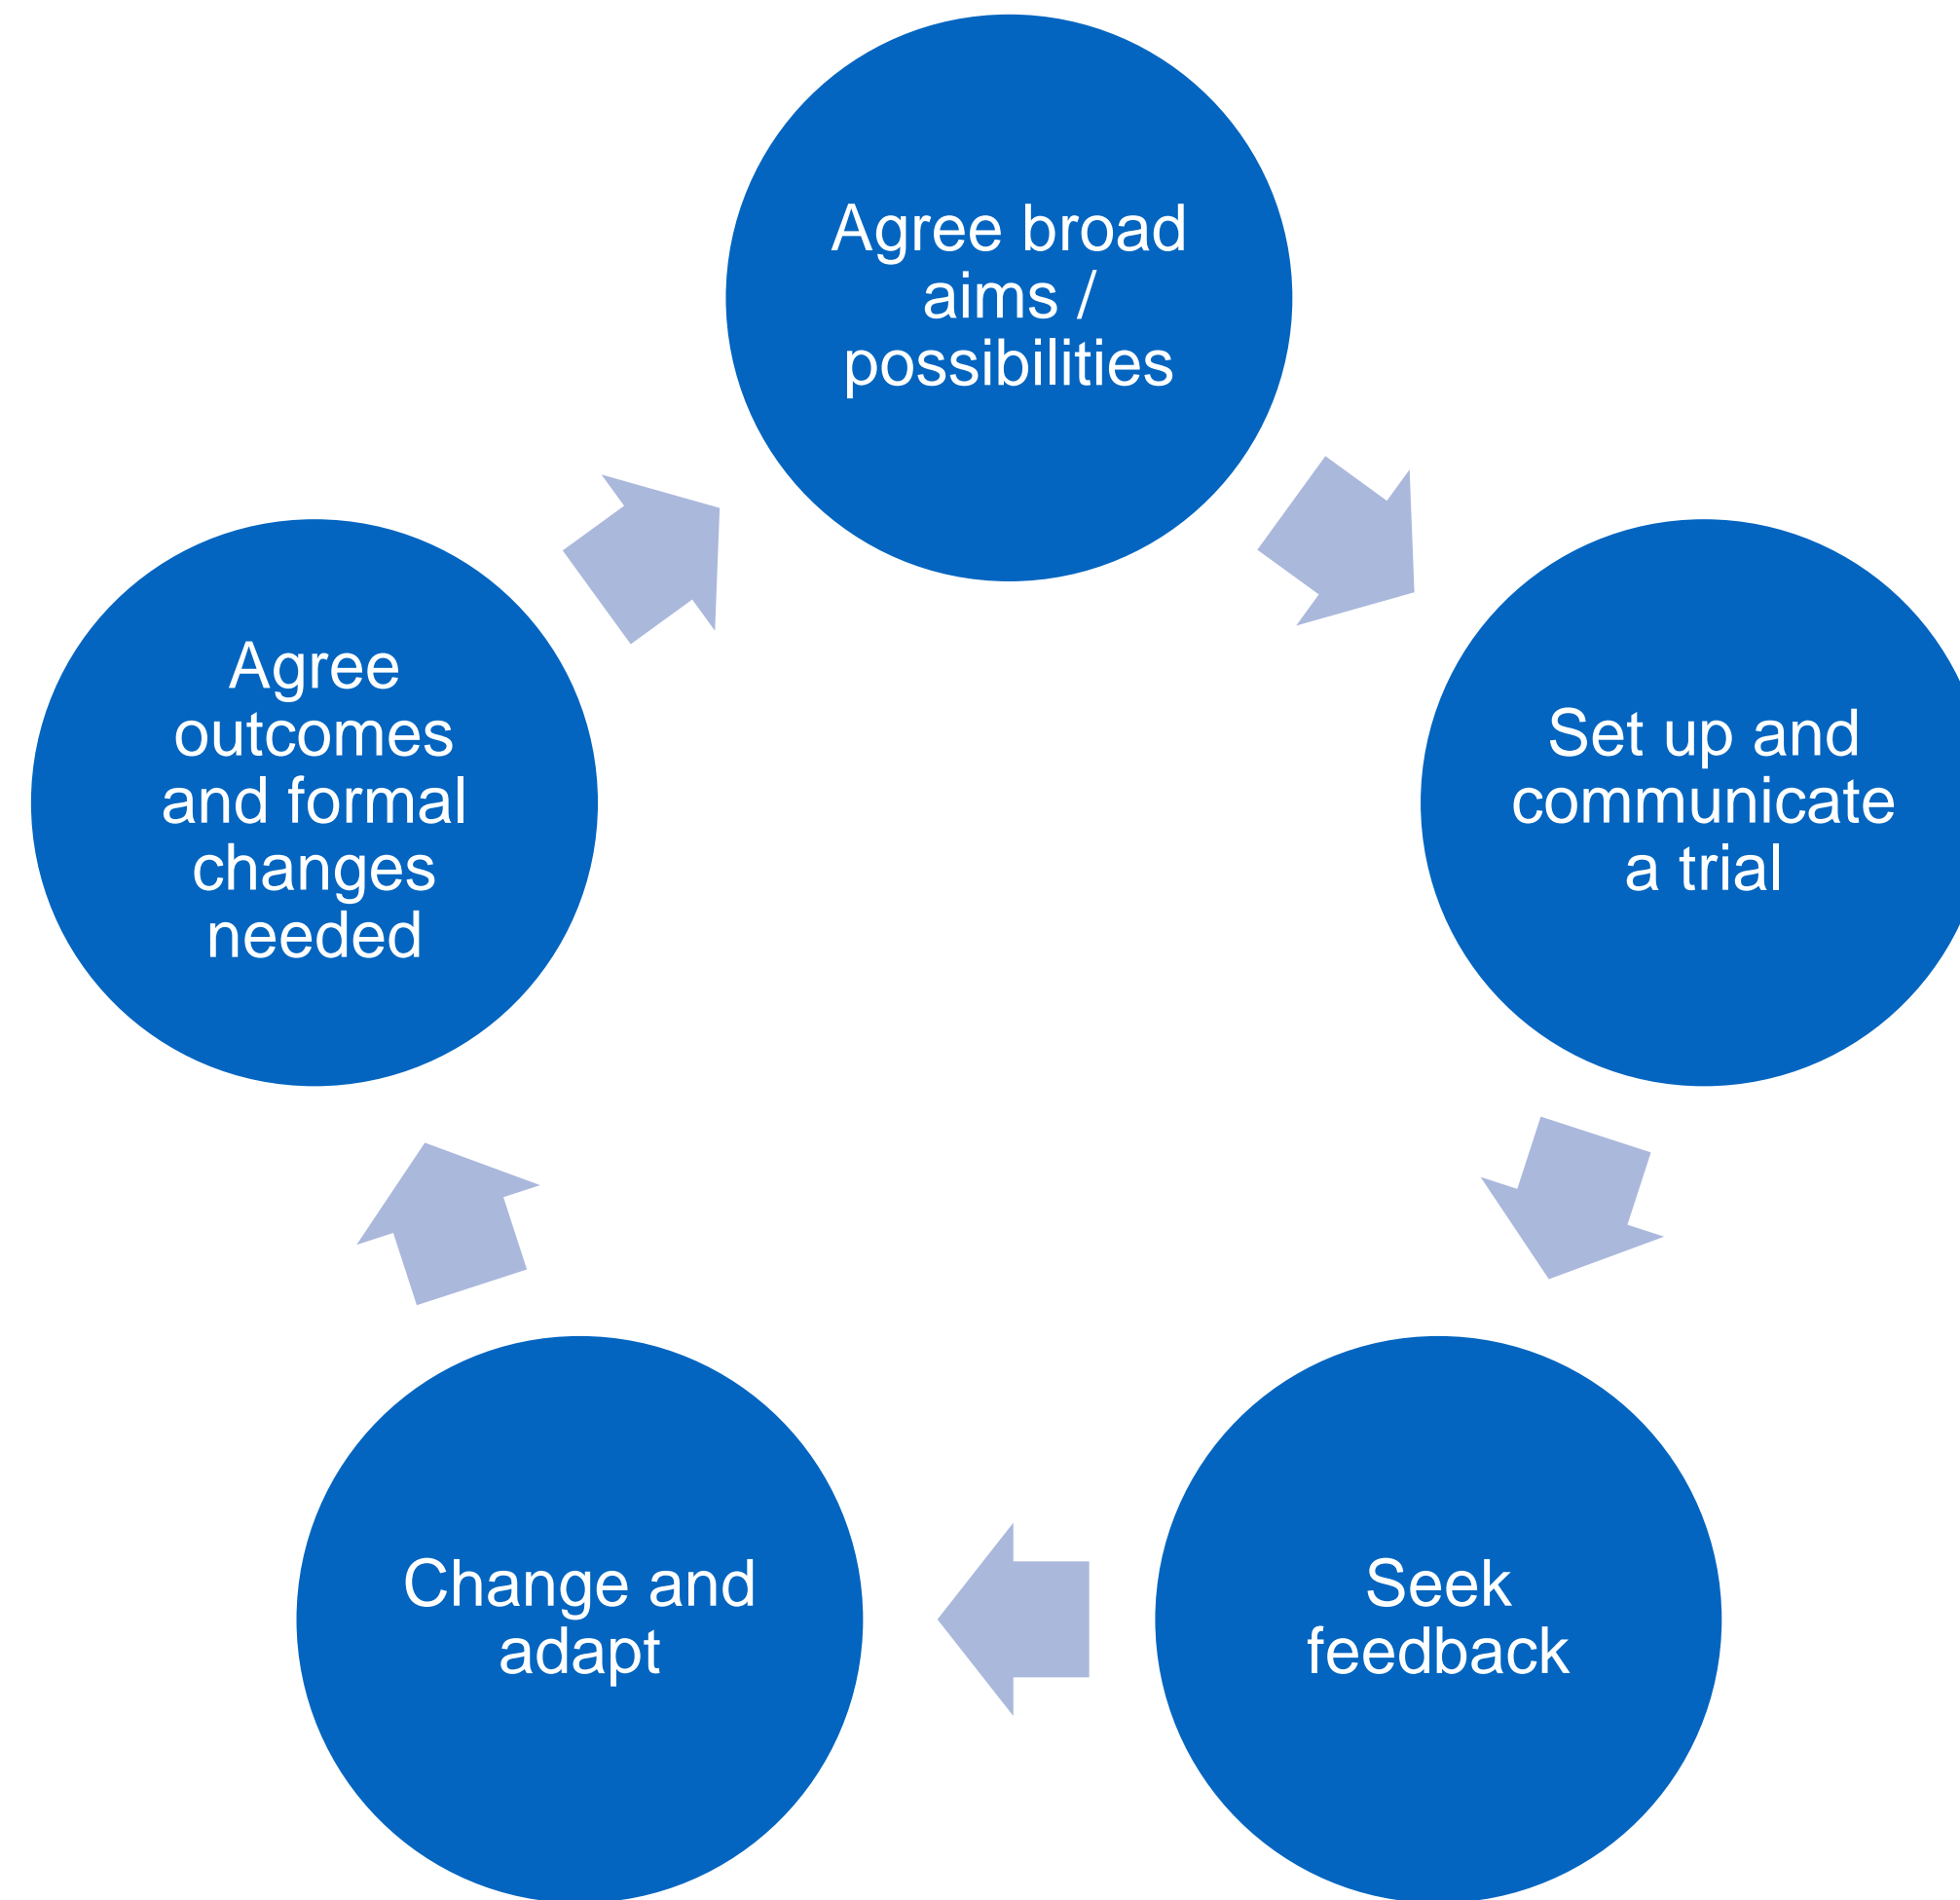 Agree broad
aims /
possibilities
Set up and
communicate
a trial
Seek
feedback
Change and
adapt
Agree
outcomes
and formal
changes
needed